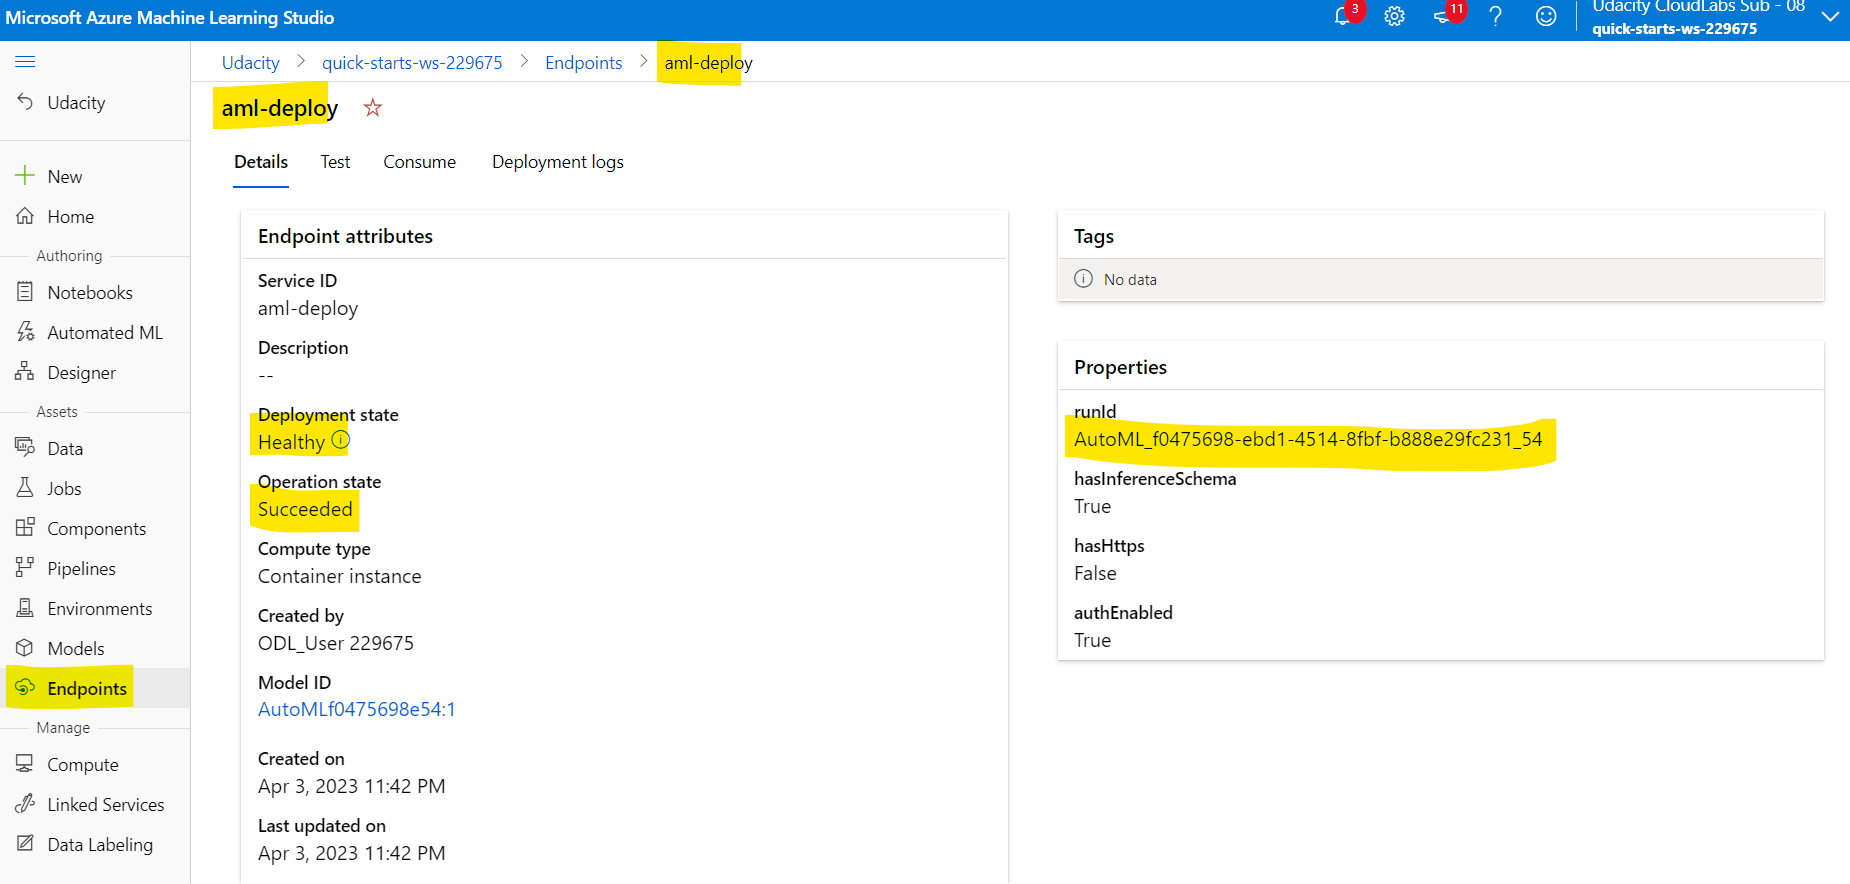 Microsoft Azure Machine Learning Studio
3
11
?
Udacity CloudLabs Sub - 08
quick-starts-ws-229675
Udacity > quick-starts-ws-229675 > Endpoints > aml-deploy
Udacity
New
Home
Authoring
Notebooks
Automated ML
Designer
Assets
Data
Jobs
Components
Pipelines
Environments
Models
Endpoints
Manage
Compute
Linked Services
Data Labeling
aml-deploy
Details Test Consume Deployment logs
Endpoint attributes
Service ID
aml-deploy
Description
--
Deployment state
Healthy
Operation state
Succeeded
Compute type
Container instance
Created by
ODL_User 229675
Model ID
AutoMLf0475698e54:1
Created on
Apr 3, 2023 11:42 PM
Last updated on
Apr 3, 2023 11:42 PM
Tags
No data
Properties
runId
AutoML_f0475698-ebd1-4514-8fbf-b888e29fc231_54
hasInferenceSchema
True
hasHttps
False
authEnabled
True